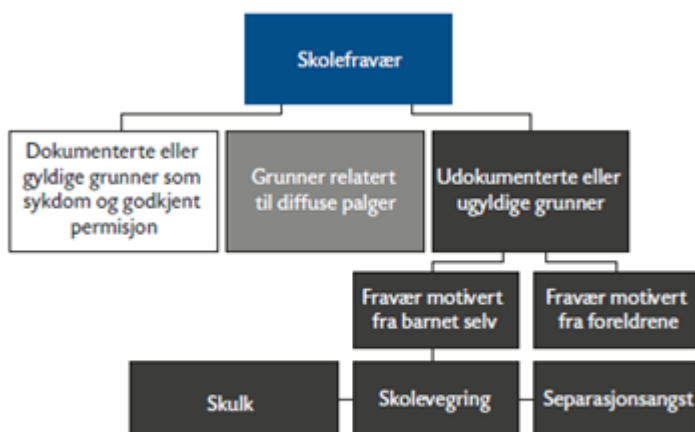 Skolefravær
Dokumenterte eller
gyldige grunner som
sykdom og godkjent
permisjon
Grunner relatert
til diffuse palger
Udokumenterte eller
ugyldige grunner
Fravær motivert
fra barnet selv
Fravær motivert
fra foreldrene
Skulk
Skolevegring
Separasjonsangst